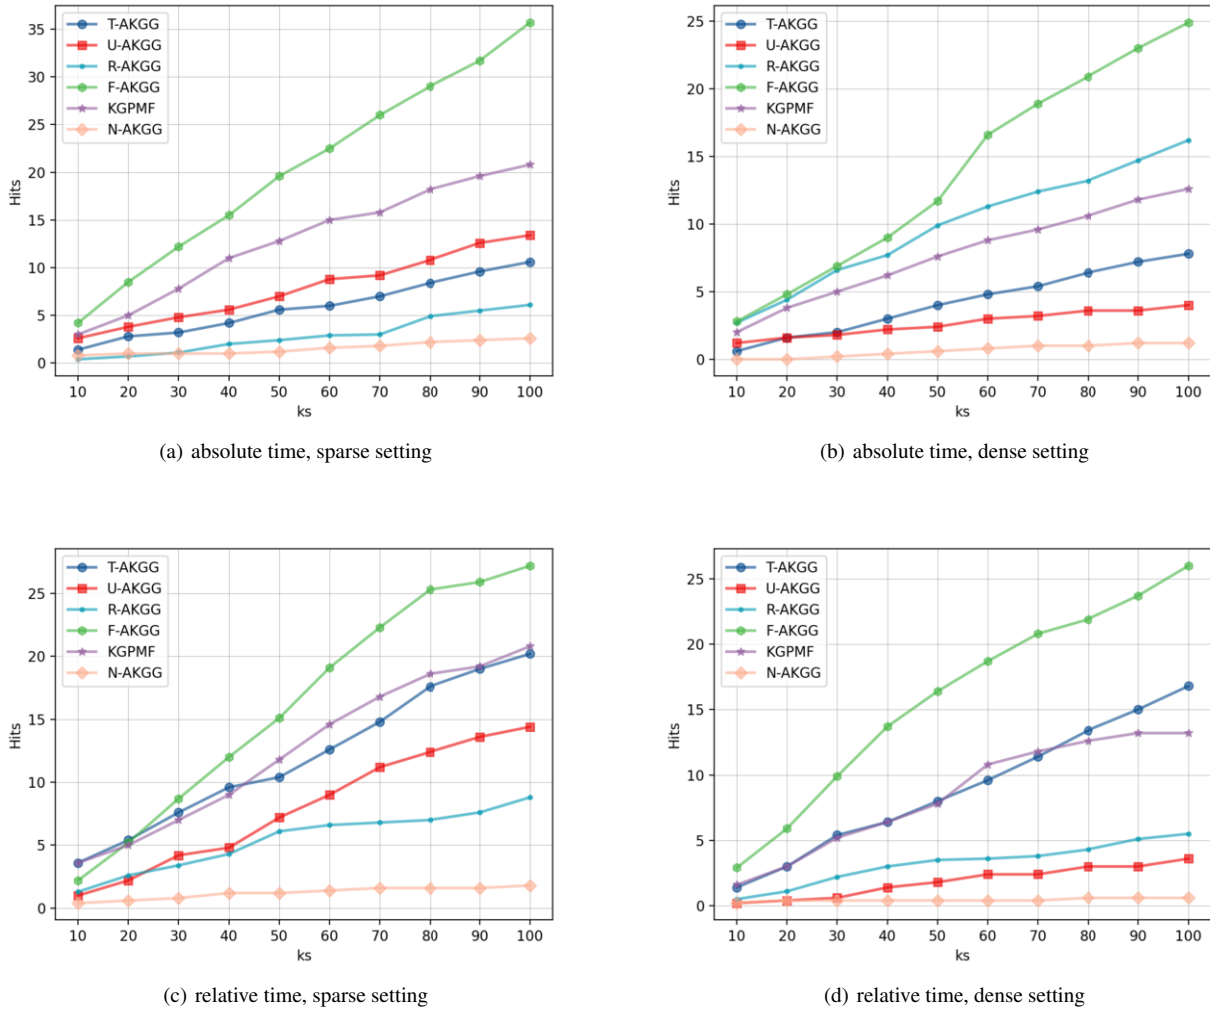 T-AKGG
U-AKGG
R-AKGG
F-AKGG
KGPMF
N-AKGG
35
30
25
20
15
10
5
0
Hits
10 20 30 40 50 60 70 80 90 100
ks
(a) absolute time, sparse setting
T-AKGG
U-AKGG
R-AKGG
F-AKGG
KGPMF
N-AKGG
25
20
15
10
5
0
Hits
10 20 30 40 50 60 70 80 90 100
ks
(b) absolute time, dense setting
T-AKGG
U-AKGG
R-AKGG
F-AKGG
KGPMF
N-AKGG
25
20
15
10
5
0
Hits
10 20 30 40 50 60 70 80 90 100
ks
(c) relative time, sparse setting
T-AKGG
U-AKGG
R-AKGG
F-AKGG
KGPMF
N-AKGG
25
20
15
10
5
0
Hits
10 20 30 40 50 60 70 80 90 100
ks
(d) relative time, dense setting